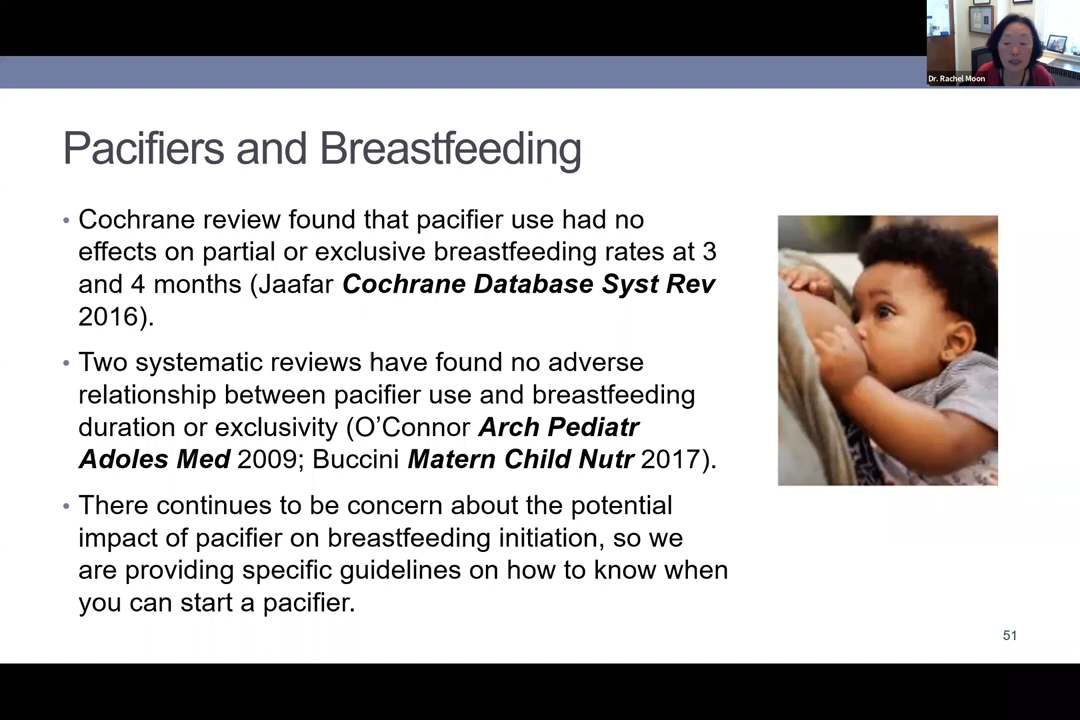 Dr. Rachel Moon
Pacifiers and Breastfeeding
• Cochrane review found that pacifier use had no
effects on partial or exclusive breastfeeding rates at 3
and 4 months (Jaafar Cochrane Database Syst Rev
2016).
• Two systematic reviews have found no adverse
relationship between pacifier use and breastfeeding
duration or exclusivity (O’Connor Arch Pediatr
Adoles Med 2009; Buccini Matern Child Nutr 2017).
• There continues to be concern about the potential
impact of pacifier on breastfeeding initiation, so we
are providing specific guidelines on how to know when
you can start a pacifier.
51